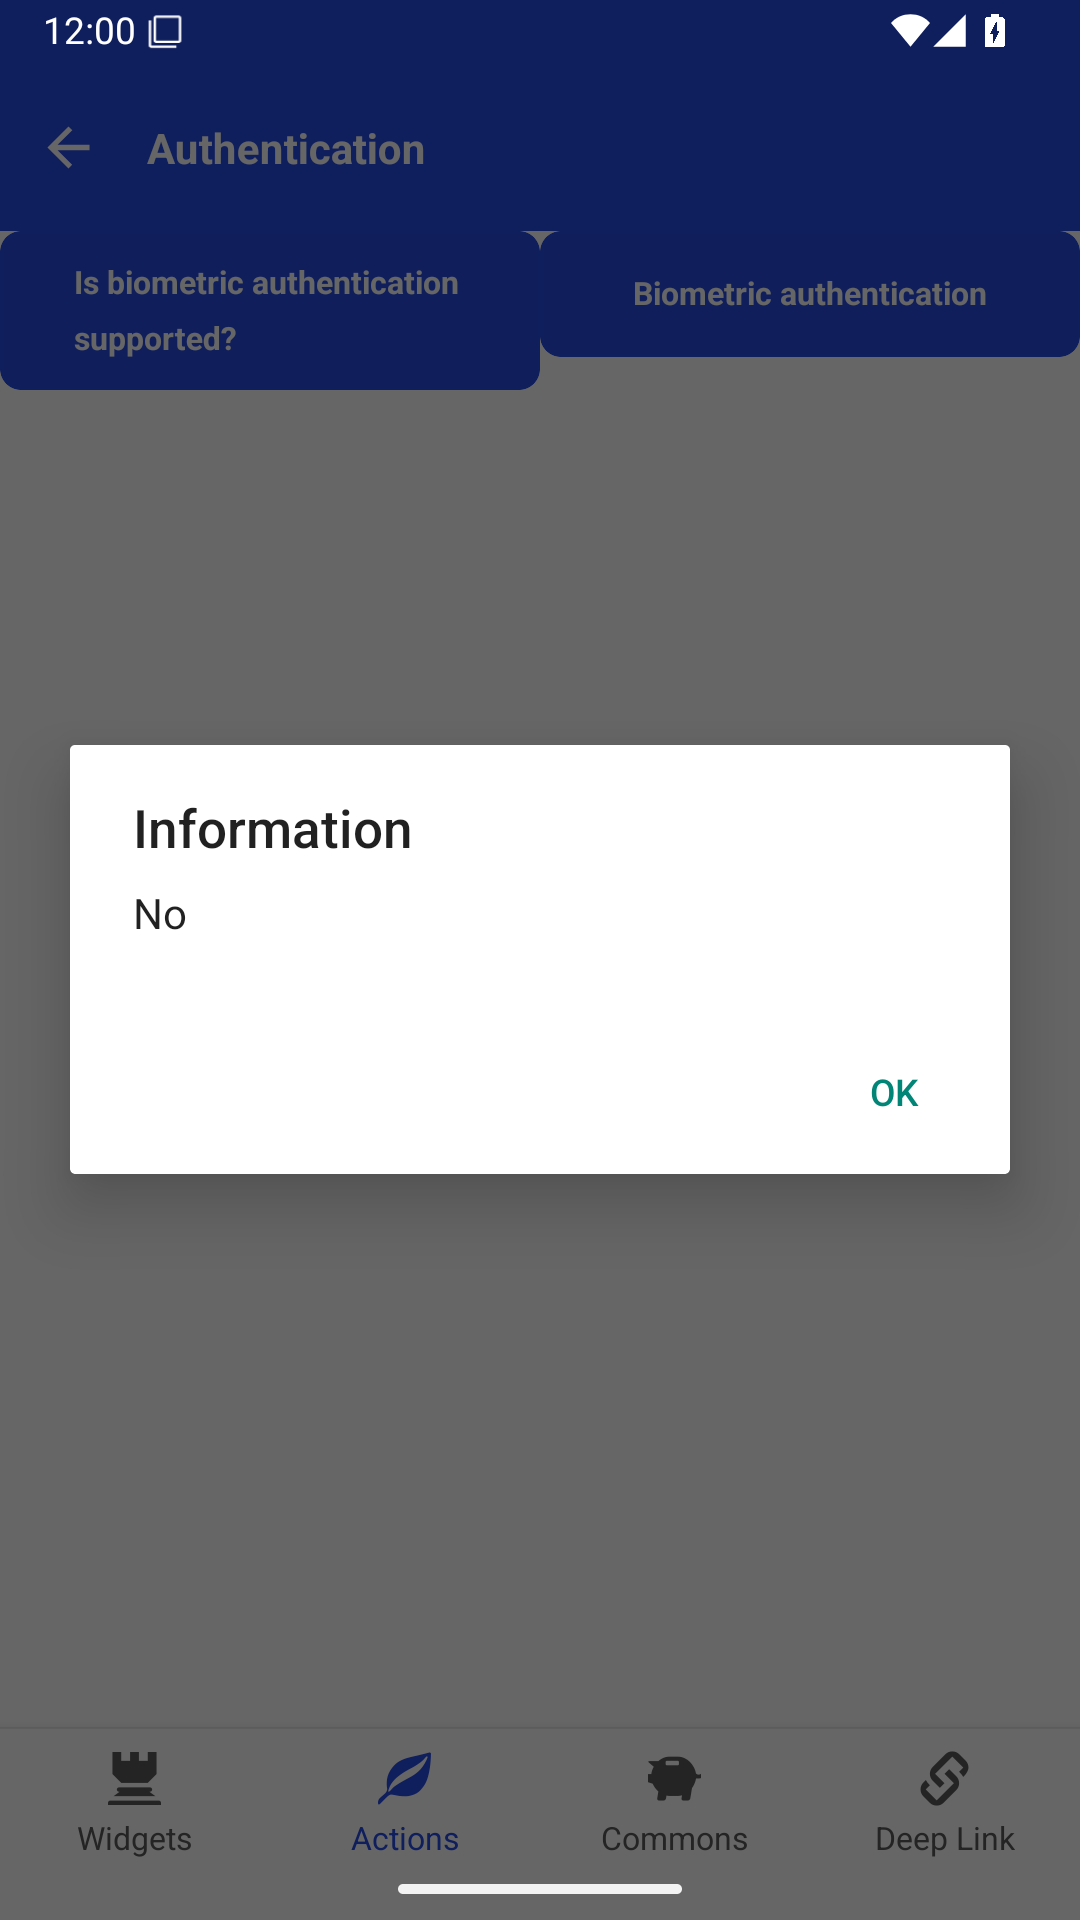 12:00
Authentication
Is biometric authentication
supported?
Biometric authentication
Information
No
OK
Widgets
Actions
Commons
Deep Link